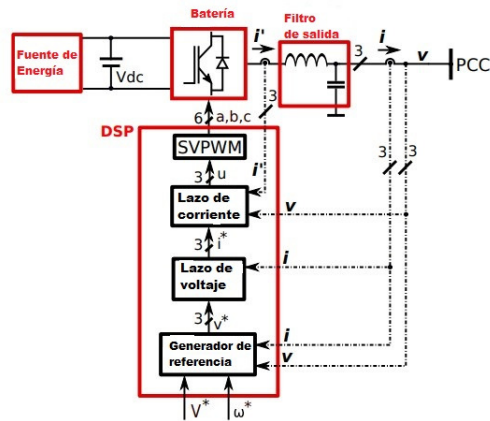 Batería
Filtro
de salida
Fuente de
Energía
Vdc
i'
3
i
v
PCC
3
6 a,b,c
DSP
SVPWM
3 u
3
3
i'
Lazo de
corriente
v
3 i*
Lazo de
voltaje
i
3 v*
Generador de
referencia
i
v
V*
ω*